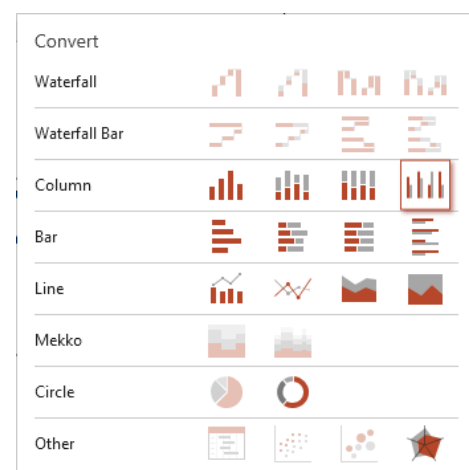 Convert
Waterfall
Waterfall Bar
Column
Bar
Line
Mekko
Circle
Other